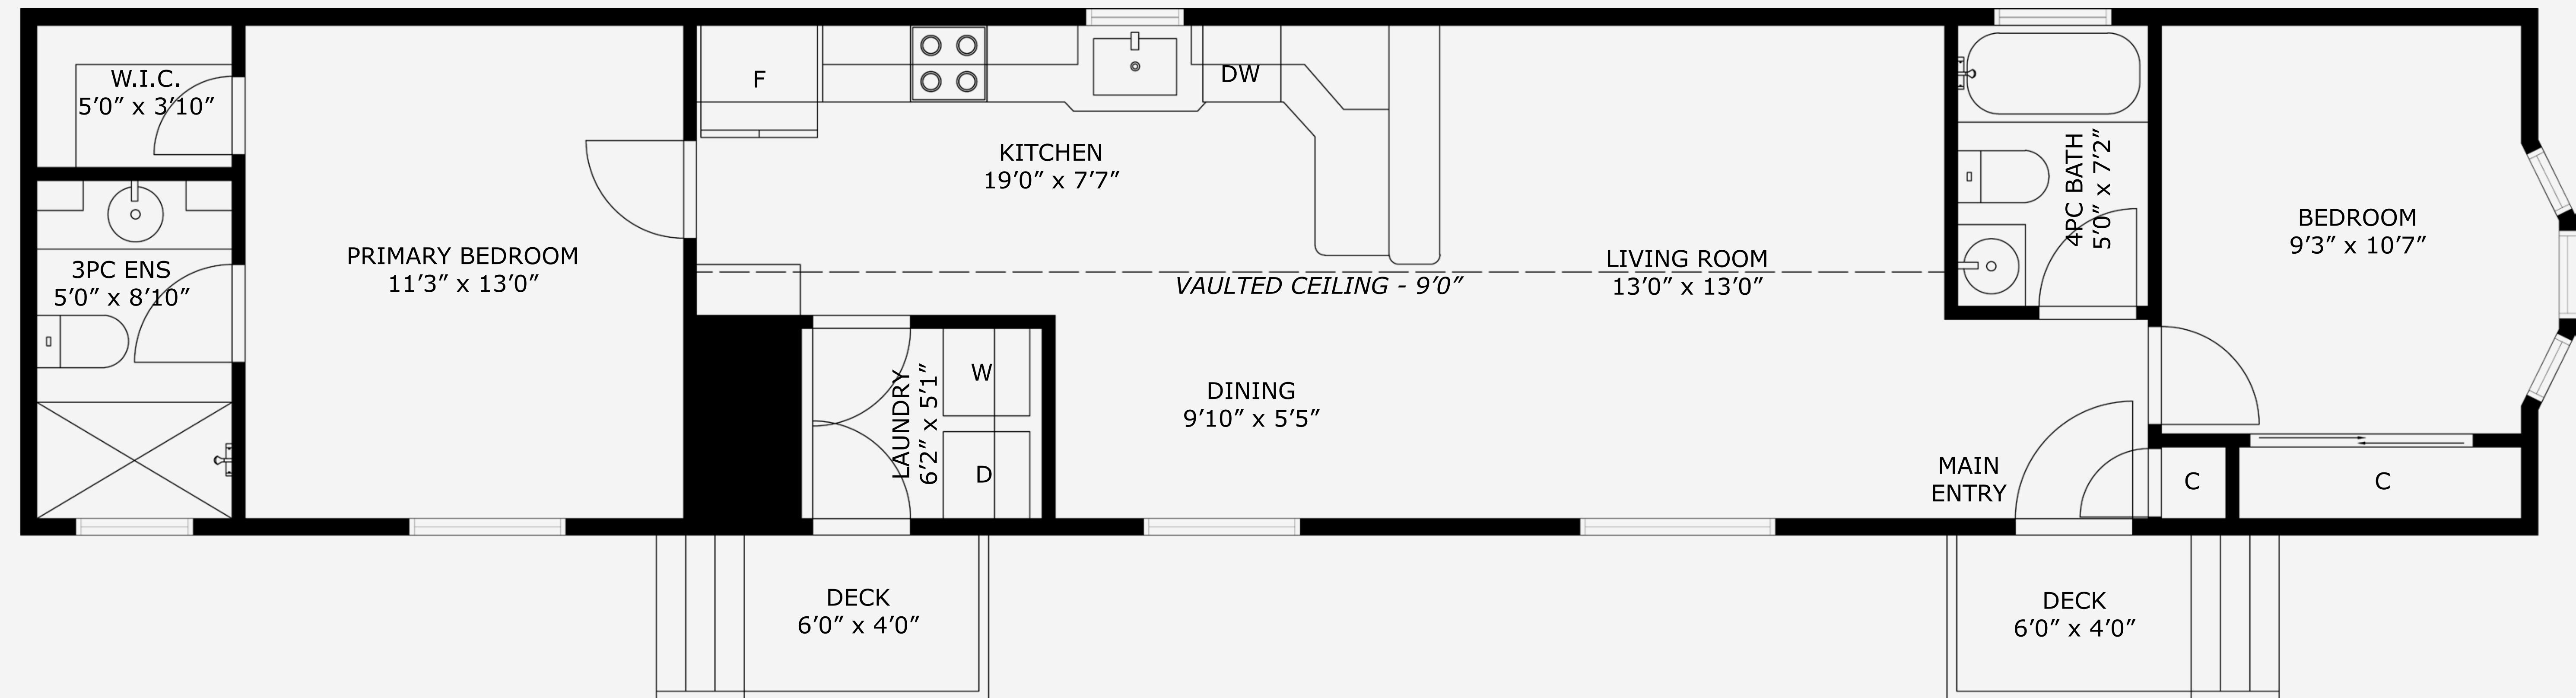 W.I.C.
5′0″ x 3′10″
3PC ENS
5′0″ x 8′10″
PRIMARY BEDROOM
11′3″ x 13′0″
F
DW
KITCHEN
19′0″ x 7′7″
VAULTED CEILING - 9′0″
LIVING ROOM
13′0″ x 13′0″
4PC BATH
5′0″ x 7′2″
BEDROOM
9′3″ x 10′7″
LAUNDRY
6′2″ x 5′1″
W
D
DINING
9′10″ x 5′5″
MAIN
ENTRY
C
C
DECK
6′0″ x 4′0″
DECK
6′0″ x 4′0″